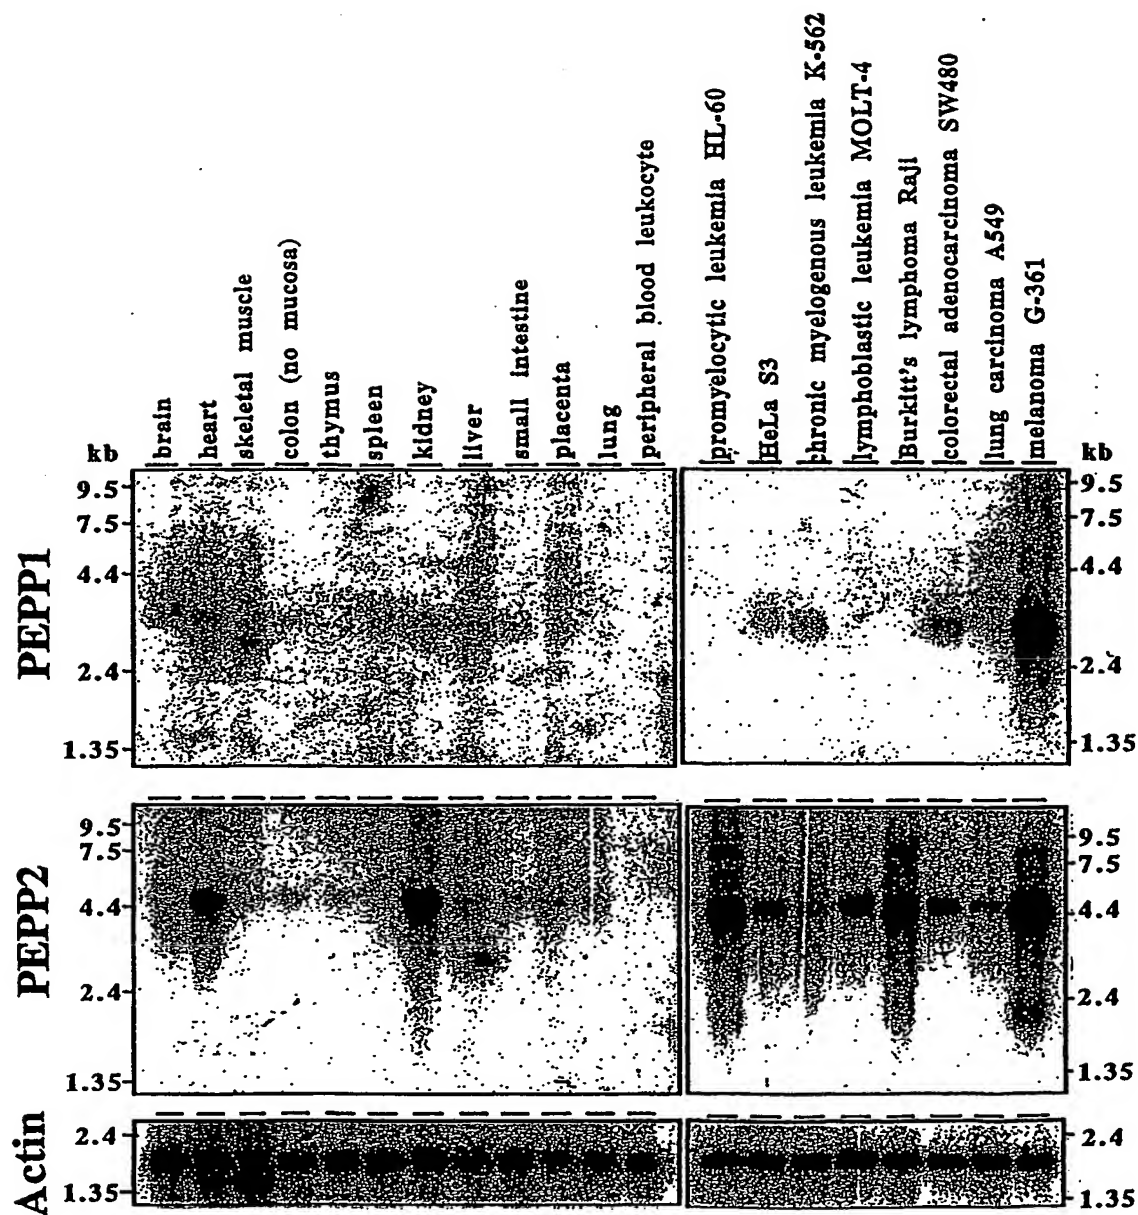 brain
heart
skeletal muscle
colon (no mucosa)
thymus
spleen
kidney
liver
small intestine
placenta
lung
peripheral blood leukocyte
promyelocytic leukemia HL-60
HeLa S3
chronic myelogenous leukemia K-562
lymphoblastic leukemia MOLT-4
Burkitt's lymphoma Raji
colorectal adenocarcinoma SW480
lung carcinoma A549
melanoma G-361
kb
kb
PEPP1
9.5
7.5
4.4
2.4
1.35
9.5
7.5
4.4
2.4
1.35
PEPP2
9.5
7.5
4.4
2.4
1.35
9.5
7.5
4.4
2.4
1.35
Actin
2.4
1.35
2.4
1.35